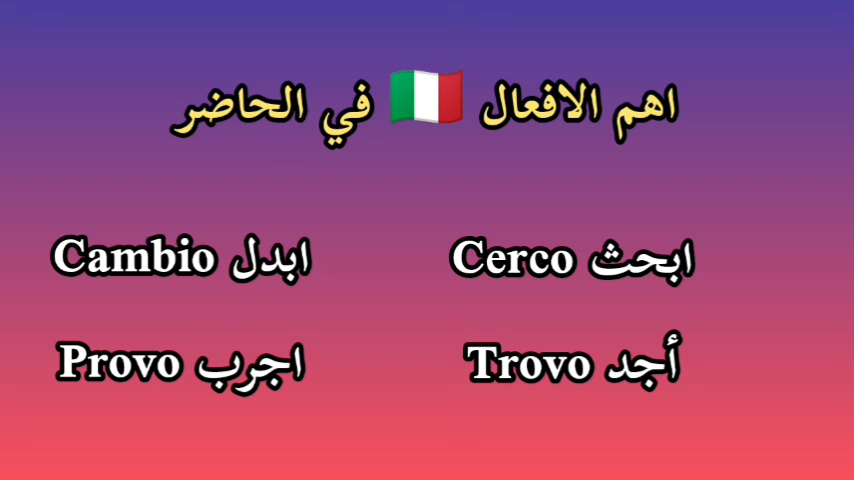 اهم الافعال 🇮🇹 في الحاضر
ابحث Cerco
ابدل Cambio
أجد Trovo
اجرب Provo